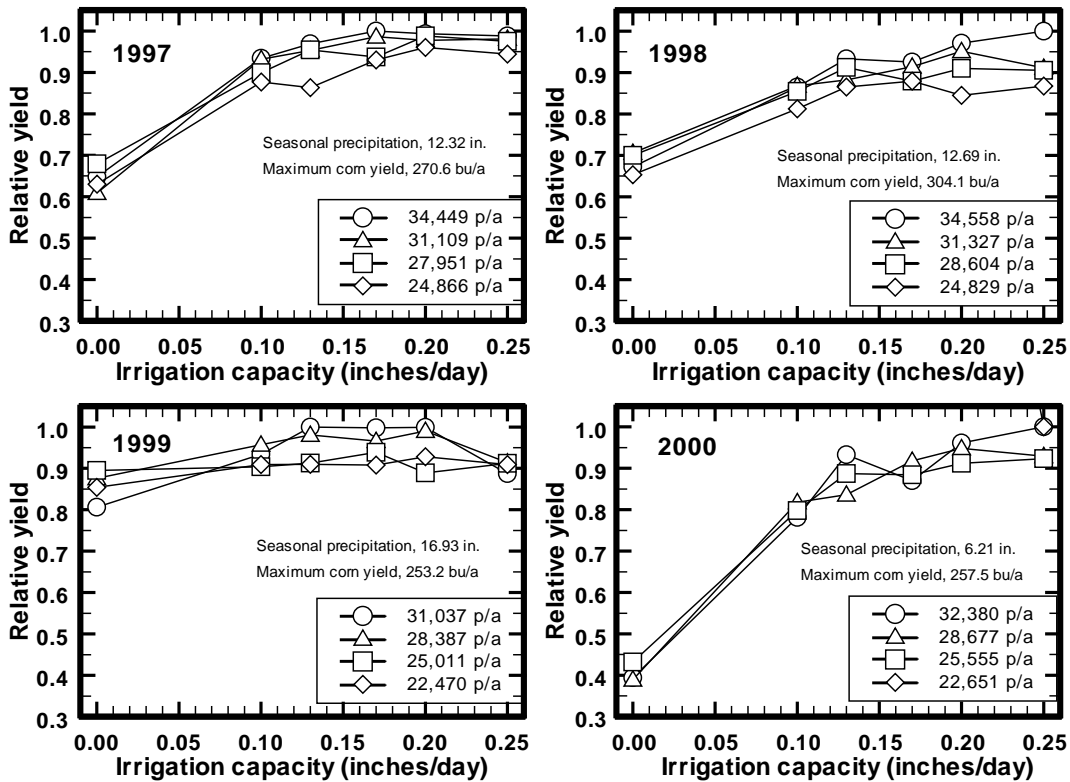 1997
Relative yield
1.0
0.9
0.8
0.7
0.6
0.5
0.4
0.3
Seasonal precipitation, 12.32 in.
Maximum corn yield, 270.6 bu/a
34,449 p/a
31,109 p/a
27,951 p/a
24,866 p/a
0.00 0.05 0.10 0.15 0.20 0.25
Irrigation capacity (inches/day)
1998
Relative yield
1.0
0.9
0.8
0.7
0.6
0.5
0.4
0.3
Seasonal precipitation, 12.69 in.
Maximum corn yield, 304.1 bu/a
34,558 p/a
31,327 p/a
28,604 p/a
24,829 p/a
0.00 0.05 0.10 0.15 0.20 0.25
Irrigation capacity (inches/day)
1999
Relative yield
1.0
0.9
0.8
0.7
0.6
0.5
0.4
0.3
Seasonal precipitation, 16.93 in.
Maximum corn yield, 253.2 bu/a
31,037 p/a
28,387 p/a
25,011 p/a
22,470 p/a
0.00 0.05 0.10 0.15 0.20 0.25
Irrigation capacity (inches/day)
2000
Relative yield
1.0
0.9
0.8
0.7
0.6
0.5
0.4
0.3
Seasonal precipitation, 6.21 in.
Maximum corn yield, 257.5 bu/a
32,380 p/a
28,677 p/a
25,555 p/a
22,651 p/a
0.00 0.05 0.10 0.15 0.20 0.25
Irrigation capacity (inches/day)